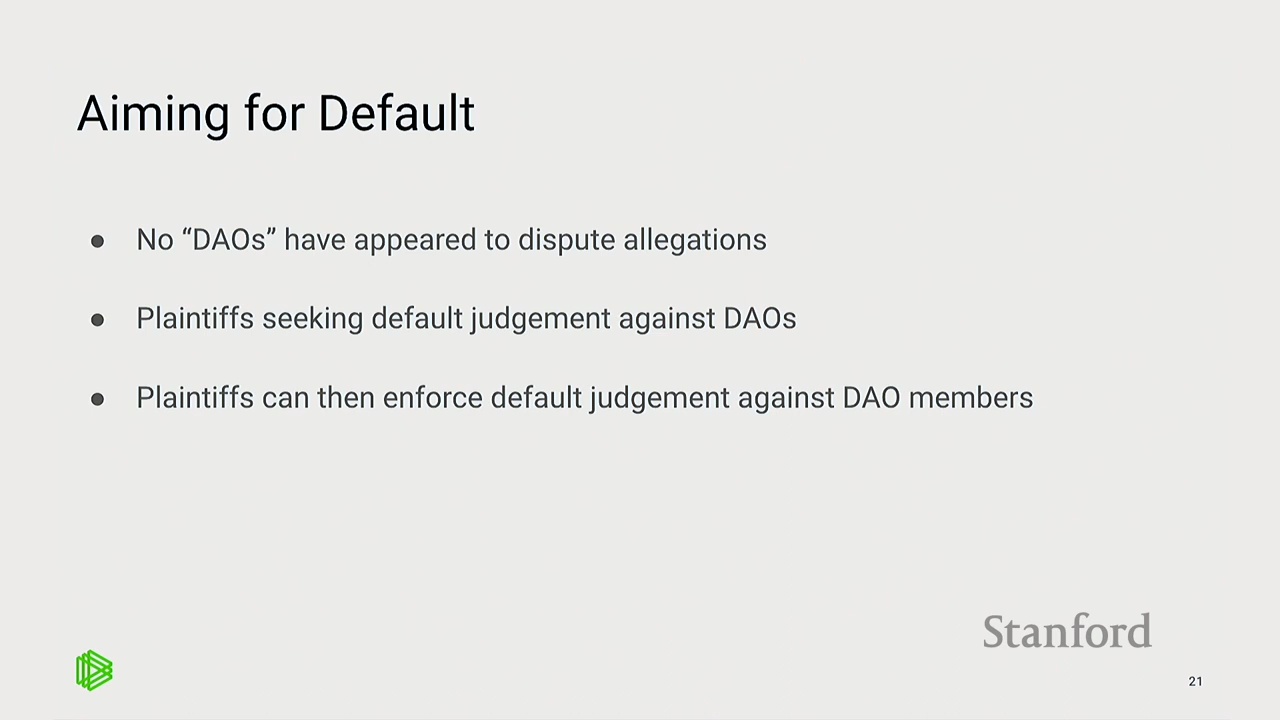 Aiming for Default
● No “DAOs” have appeared to dispute allegations
● Plaintiffs seeking default judgement against DAOs
● Plaintiffs can then enforce default judgement against DAO members
Stanford
21